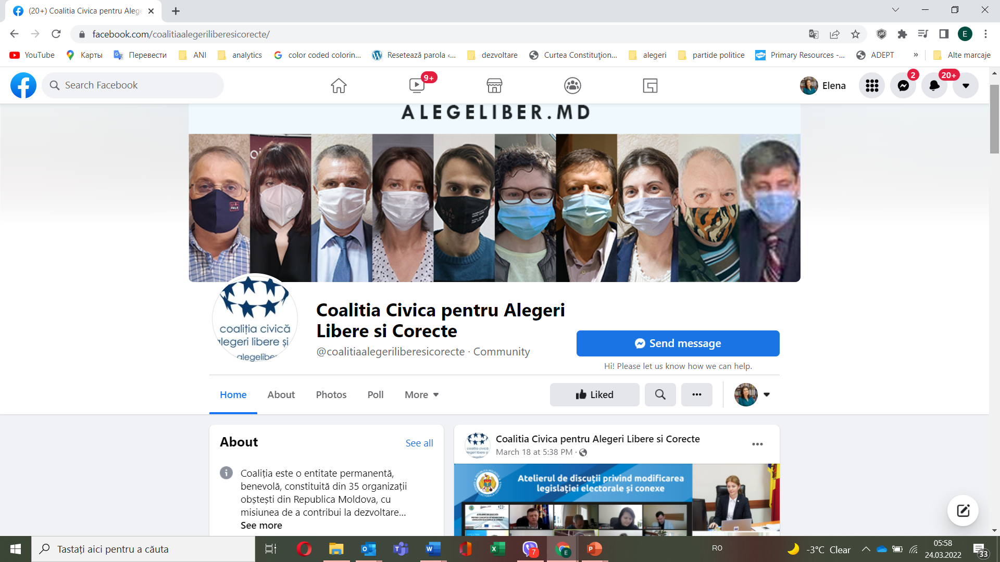 (20+) Coalitia Civica pentru Alege
facebook.com/coalitiaalegeriliberesicorecte/
E
YouTube
Карты
Перевести
ANI
analytics
color coded colorin...
Resetează parola ‹...
dezvoltare
Curtea Constituţion...
alegeri
partide politice
Primary Resources -...
ADEPT
»
Alte marcaje
Search Facebook
9+
Elena
2
20+
ALEGELIBER.MD
coaliția civică
alegeri libere și
alegeliber
Coalitia Civica pentru Alegeri
Libere si Corecte
@coalitiaalegeriliberesicorecte · Community
Send message
Hi! Please let us know how we can help.
Home
About
Photos
Poll
More
Liked
About
See all
Coaliția este o entitate permanentă,
benevolă, constituită din 35 organizații
obștești din Republica Moldova, cu
misiunea de a contribui la dezvoltare...
See more
Coalitia Civica pentru Alegeri Libere si Corecte
March 18 at 5:38 PM ·
Atelierul de discuții privind modificarea
legislației electorale și conexe
Tastați aici pentru a căuta
7
E
RO
-3°C Clear
05:58
24.03.2022
33